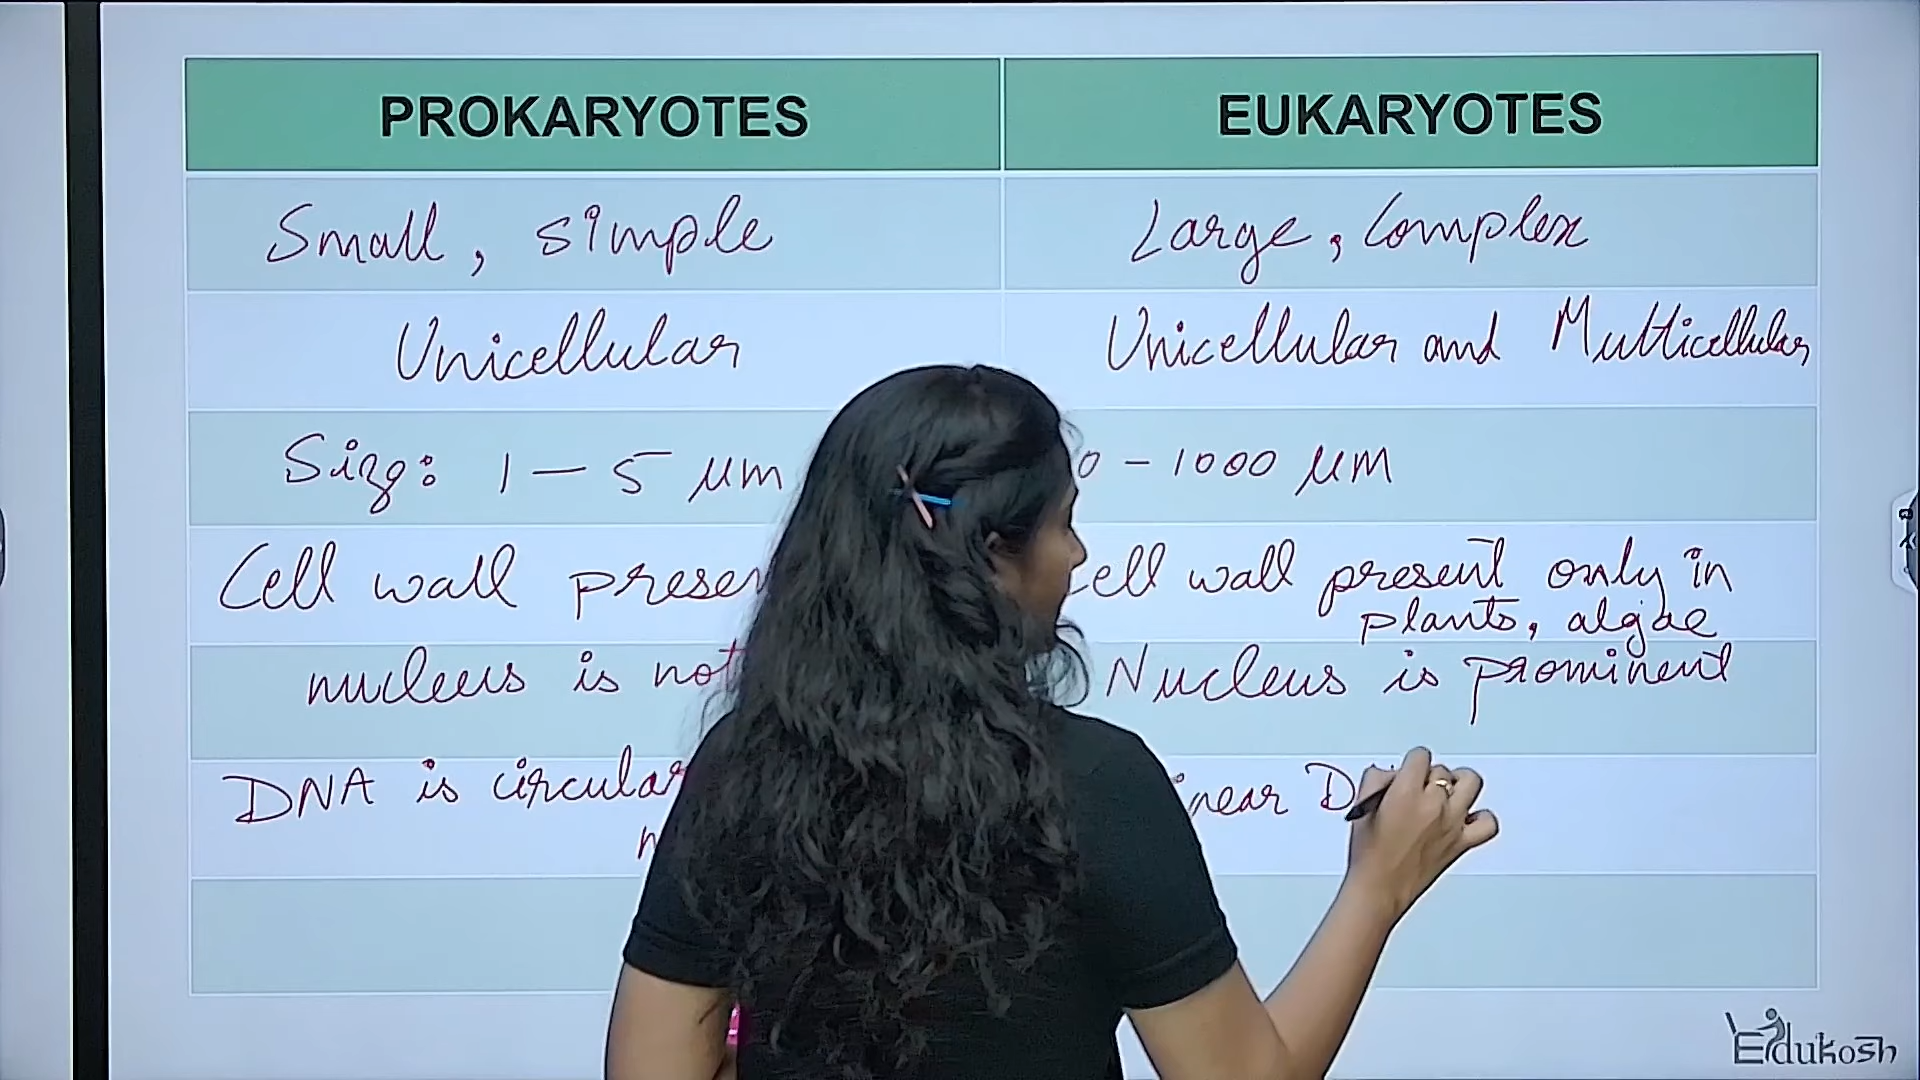 PROKARYOTES
EUKARYOTES
Small, simple
Large, Complex
Unicellular
Unicellular and Multicellular
Size: 1 – 5 μm
0 – 1000 μm
Cell wall
ell wall present only in
plants, algae
nucleus is not
Nucleus is prominent
DNA is circular
inear
Edukosh